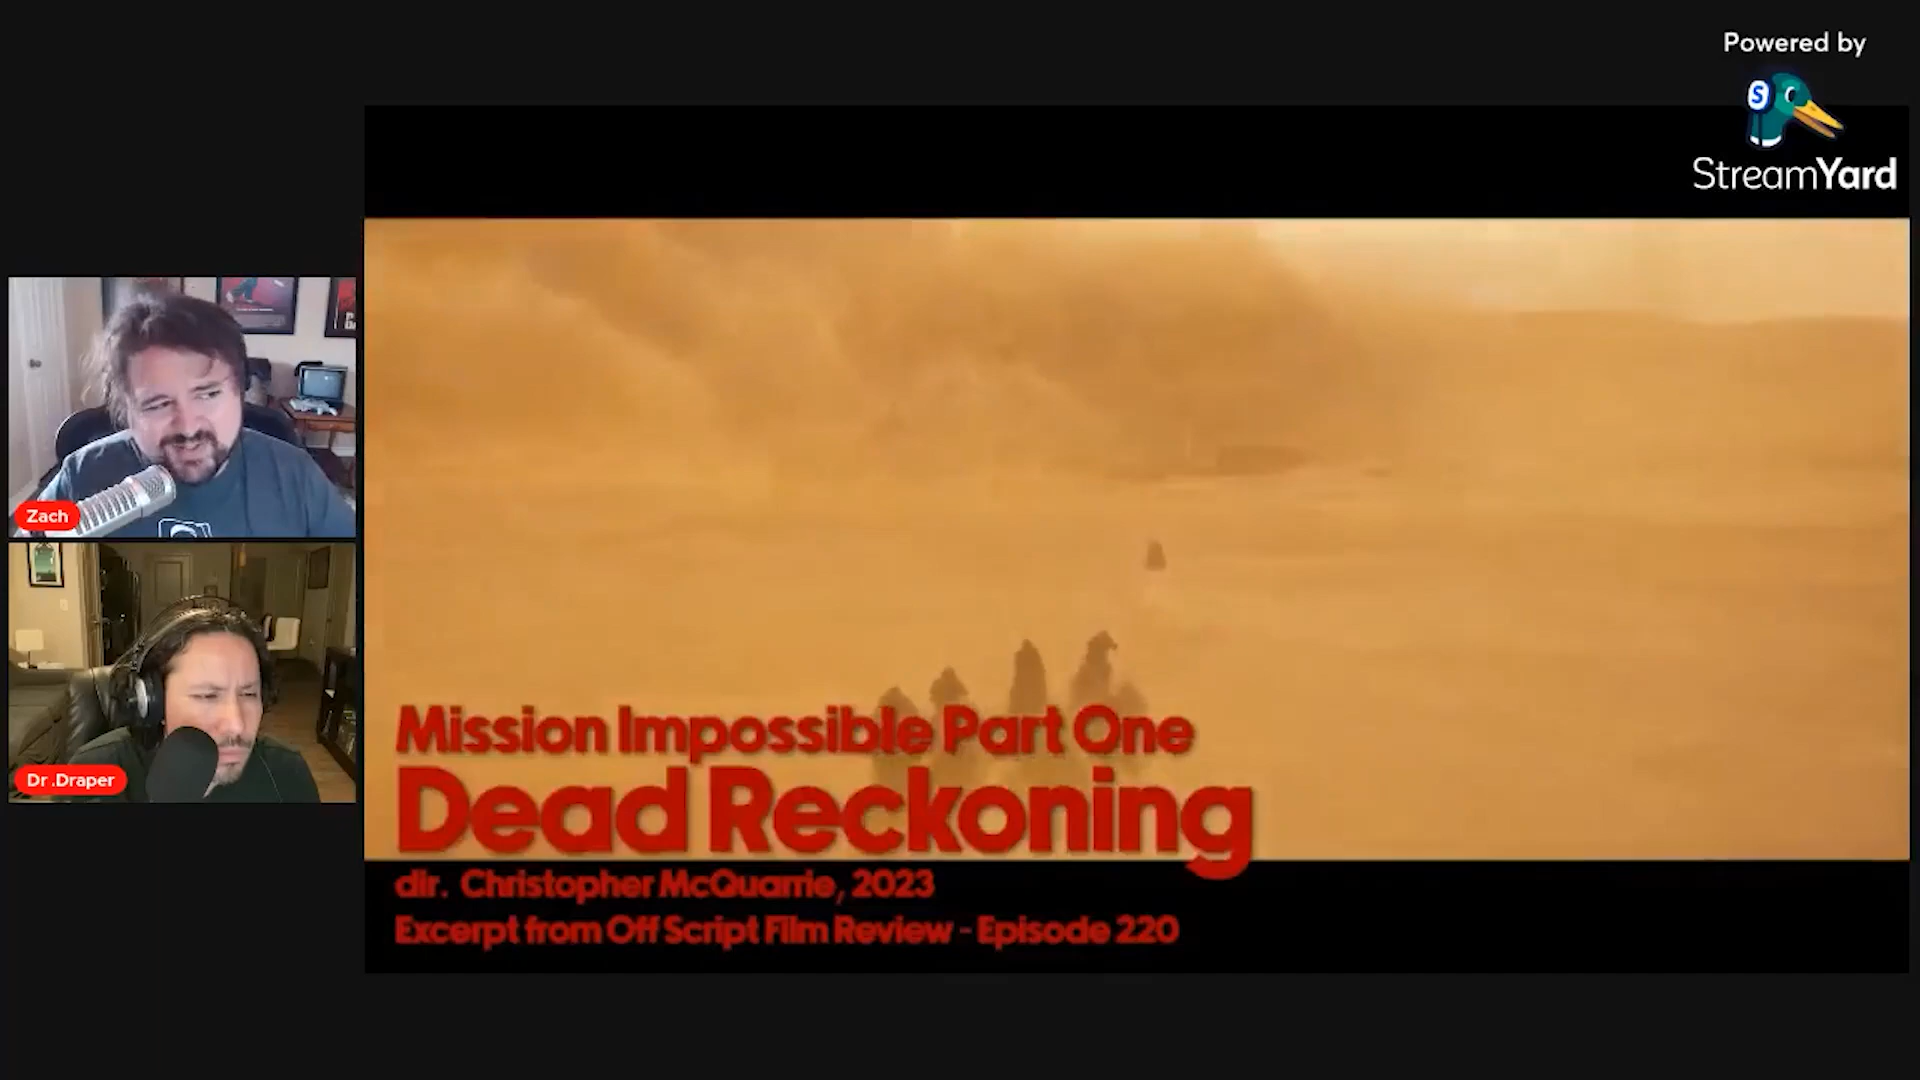 Powered by
S
StreamYard
Zach
Dr .Draper
Mission Impossible Part One
Dead Reckoning
dir. Christopher McQuarrie, 2023
Excerpt from Off Script Film Review - Episode 220